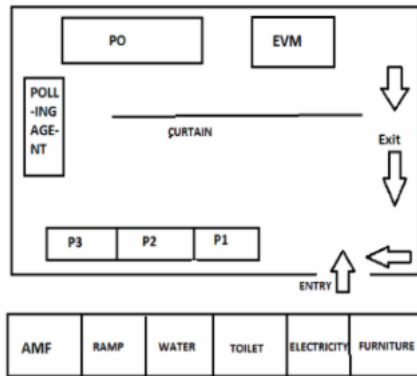 PO
EVM
POLL
-ING
AGE-
NT
CURTAIN
Exit
P3 P2 P1
ENTRY
AMF RAMP WATER TOILET ELECTRICITY FURNITURE